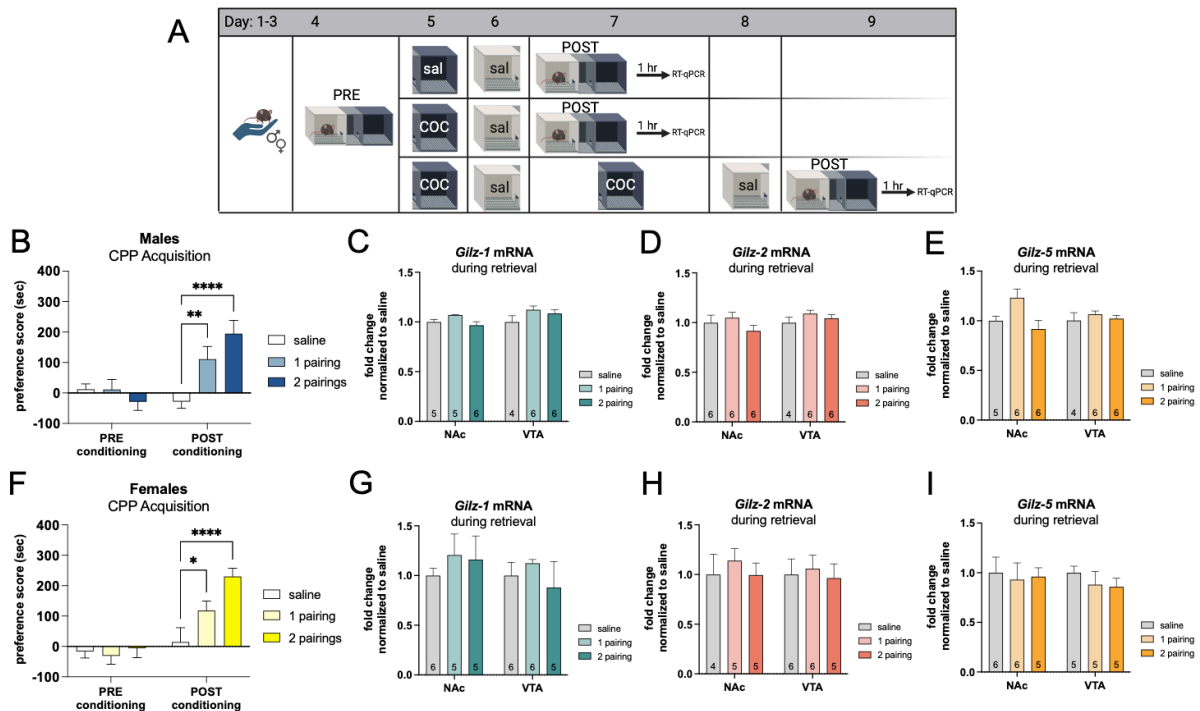 A
Day: 1-3 4 5 6 7 8 9
sal sal POST 1 hr RT-qPCR
PRE
COC sal POST 1 hr RT-qPCR
COC sal COC sal POST 1 hr RT-qPCR
B
Males
CPP Acquisition
preference score (sec)
400
300
200
100
0
-100
**
****
saline
1 pairing
2 pairings
PRE
conditioning
POST
conditioning
C
Gilz-1 mRNA
during retrieval
fold change
normalized to saline
1.5
1.0
0.5
0.0
5 5 6 4 6 6
NAc VTA
saline
1 pairing
2 pairing
D
Gilz-2 mRNA
during retrieval
fold change
normalized to saline
1.5
1.0
0.5
0.0
6 6 6 4 6 6
NAc VTA
saline
1 pairing
2 pairing
E
Gilz-5 mRNA
during retrieval
fold change
normalized to saline
1.5
1.0
0.5
0.0
5 6 6 4 6 6
NAc VTA
saline
1 pairing
2 pairing
F
Females
CPP Acquisition
preference score (sec)
400
300
200
100
0
-100
*
****
saline
1 pairing
2 pairings
PRE
conditioning
POST
conditioning
G
Gilz-1 mRNA
during retrieval
fold change
normalized to saline
1.5
1.0
0.5
0.0
6 5 5 6 6 5
NAc VTA
saline
1 pairing
2 pairing
H
Gilz-2 mRNA
during retrieval
fold change
normalized to saline
1.5
1.0
0.5
0.0
4 5 5 6 6 5
NAc VTA
saline
1 pairing
2 pairing
I
Gilz-5 mRNA
during retrieval
fold change
normalized to saline
1.5
1.0
0.5
0.0
6 6 5 5 5 5
NAc VTA
saline
1 pairing
2 pairing